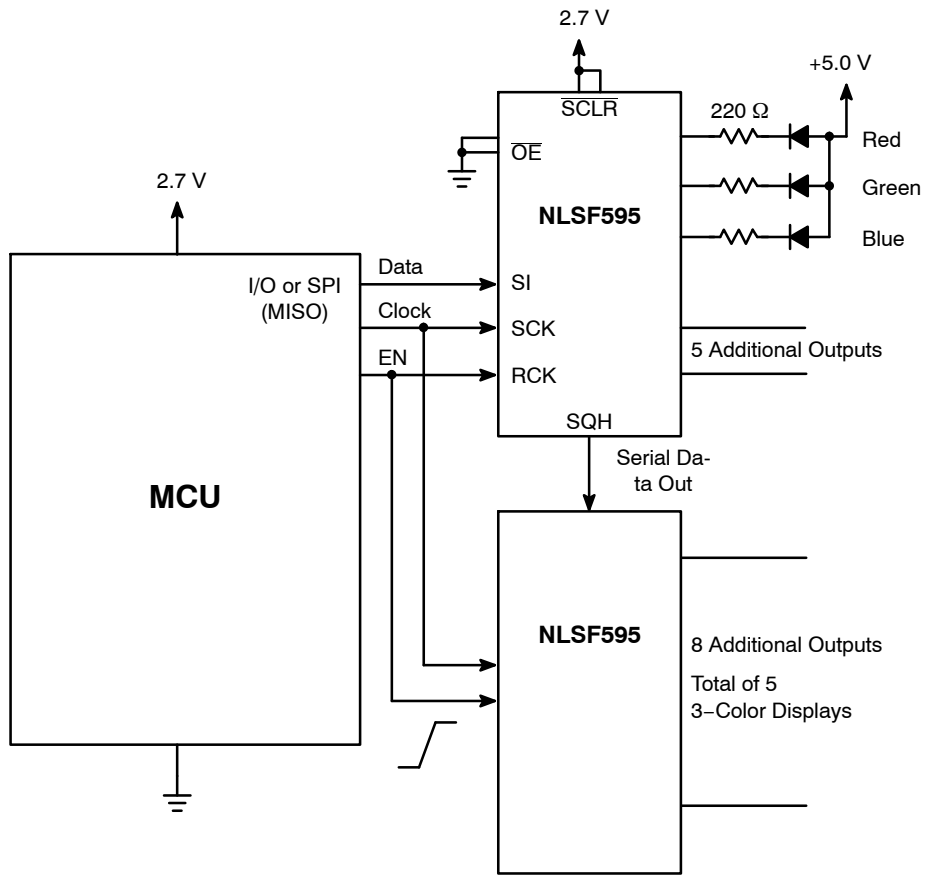 2.7 V
+5.0 V
SCLR
220 Ω
Red
OE
2.7 V
Green
NLSF595
Blue
Data
I/O or SPI
(MISO)
SI
Clock
SCK
5 Additional Outputs
EN
RCK
SQH
Serial Da-
ta Out
MCU
NLSF595
8 Additional Outputs
Total of 5
3−Color Displays